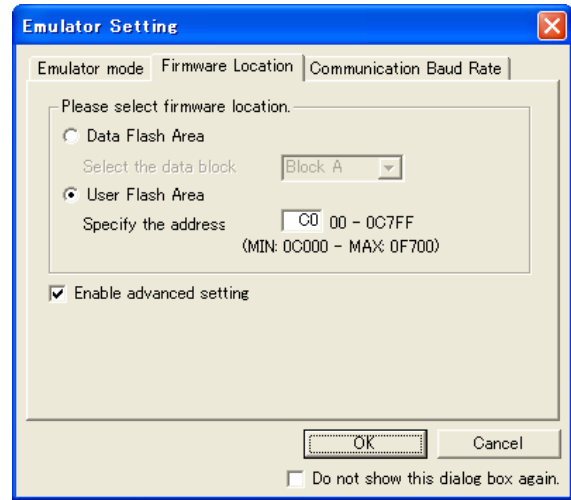 Emulator Setting
Emulator mode Firmware Location Communication Baud Rate
Please select firmware location.
Data Flash Area
Select the data block Block A
User Flash Area
Specify the address C0 00 - 0C7FF
(MIN: 0C000 - MAX: 0F700)
Enable advanced setting
OK Cancel
Do not show this dialog box again.